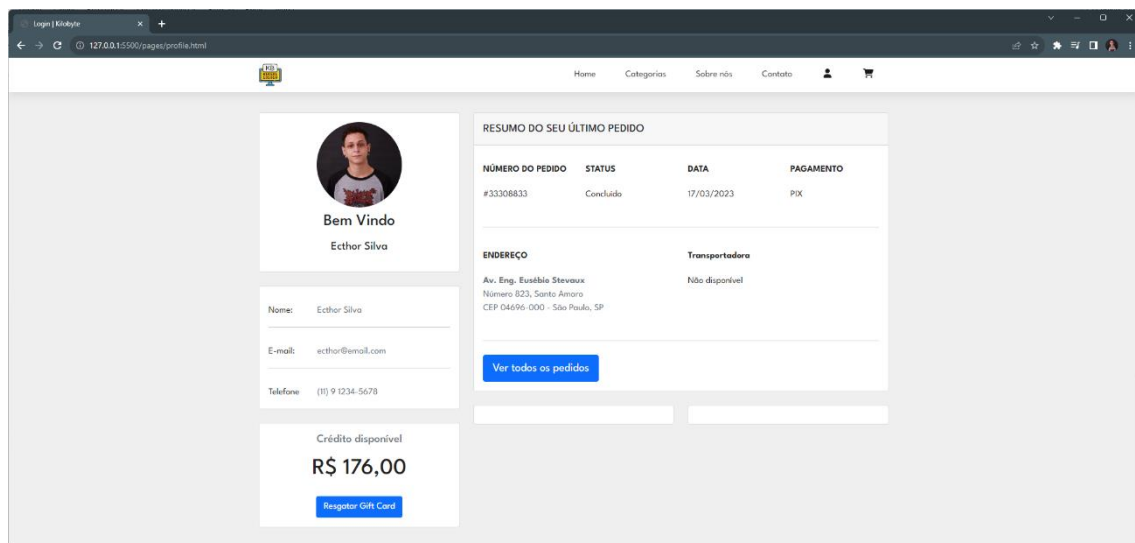 Login | Kilobyte
127.0.0.1:5500/pages/profile.html
KB
Home Categorias Sobre nós Contato
Bem Vindo
Ecthor Silva
Nome: Ecthor Silva
E-mail: ecthor@email.com
Telefone (11) 9 1234-5678
Crédito disponível
R$ 176,00
Resgatar Gift Card
RESUMO DO SEU ÚLTIMO PEDIDO
NÚMERO DO PEDIDO STATUS DATA PAGAMENTO
#33308833 Concluído 17/03/2023 PIX
ENDEREÇO Transportadora
Av. Eng. Eusébio Stevaux Não disponível
Número 823, Santo Amaro
CEP 04696-000 - São Paulo, SP
Ver todos os pedidos